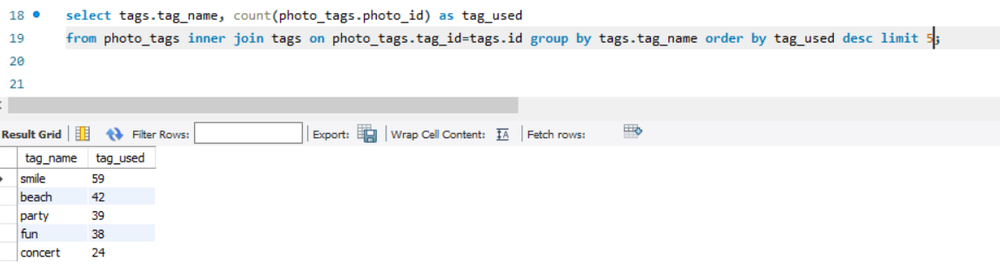 18 select tags.tag_name, count(photo_tags.photo_id) as tag_used
19 from photo_tags inner join tags on photo_tags.tag_id=tags.id group by tags.tag_name order by tag_used desc limit 5;
20
21
Result Grid Filter Rows: Export: Wrap Cell Content: IA Fetch rows:
tag_name tag_used
smile 59
beach 42
party 39
fun 38
concert 24